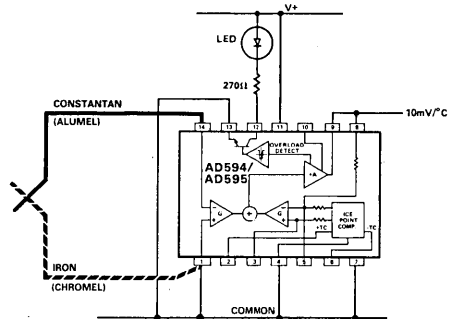 V+
LED
270Ω
CONSTANTAN
(ALUMEL)
10mV/°C
14 13 12 11 10 9 8
OVERLOAD
DETECT
AD594/
AD595
+A
- + G
+
G - +
ICE
POINT
COMP.
+TC -TC
1 2 3 4 5 6 7
IRON
(CHROMEL)
COMMON